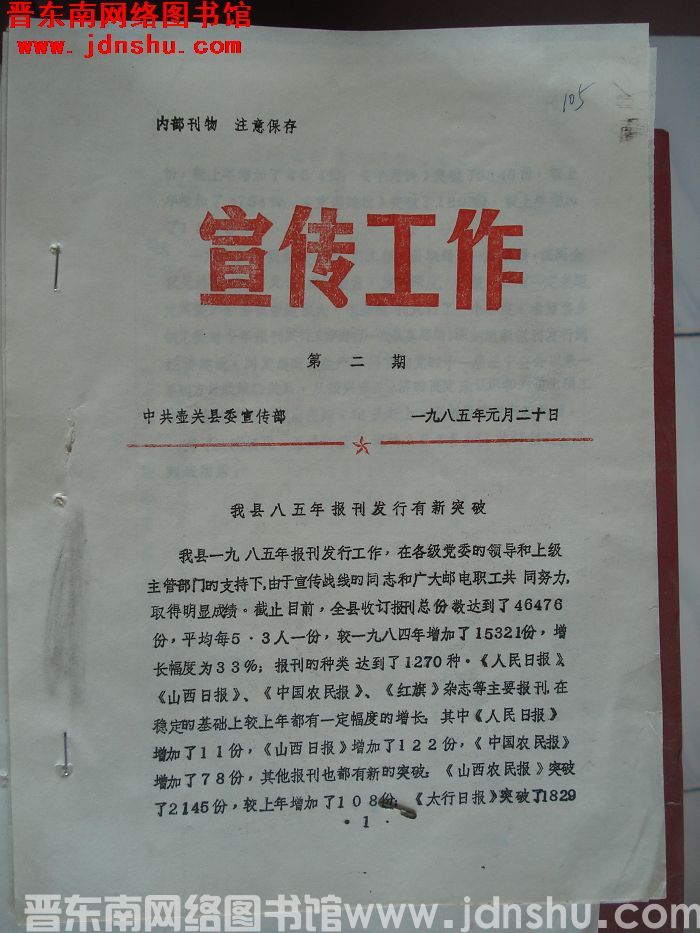 晋东南网络图书馆
www.jdnshu.com
105
内部刊物 注意保存
宣传工作
第二期
中共壶关县委宣传部 一九八五年元月二十日
我县八五年报刊发行有新突破
我县一九八五年报刊发行工作，在各级党委的领导和上级
主管部门的支持下,由于宣传战线的同志和广大邮电职工共同努力,
取得明显成绩。截止目前，全县收订报刊总份数达到了46476
份，平均每5·3人一份，较一九八四年增加了15321份，增
长幅度为33%；报刊的种类达到了1270种·《人民日报》、
《山西日报》、《中国农民报》、《红旗》杂志等主要报刊,在
稳定的基础上较上年都有一定幅度的增长；其中《人民日报》
增加了11份，《山西日报》增加了122份，《中国农民报》
增加了78份，其他报刊也都有新的突破；《山西农民报》突破
了2145份，较上年增加了108份；《太行日报》突破了1829
·1·
晋东南网络图书馆 www.jdnshu.com